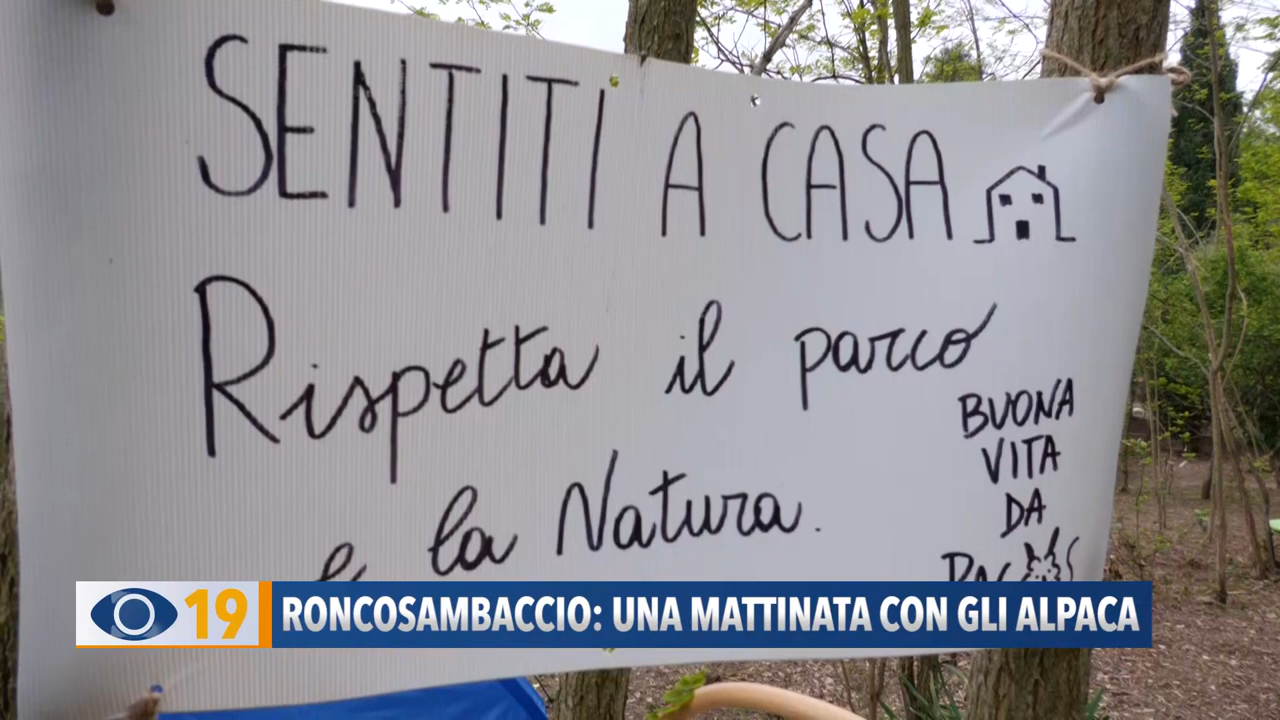 SENTITI A CASA
Rispetta il parco
e la Natura.
BUONA
VITA
DA
19
RONCOSAMBACCIO: UNA MATTINATA CON GLI ALPACA